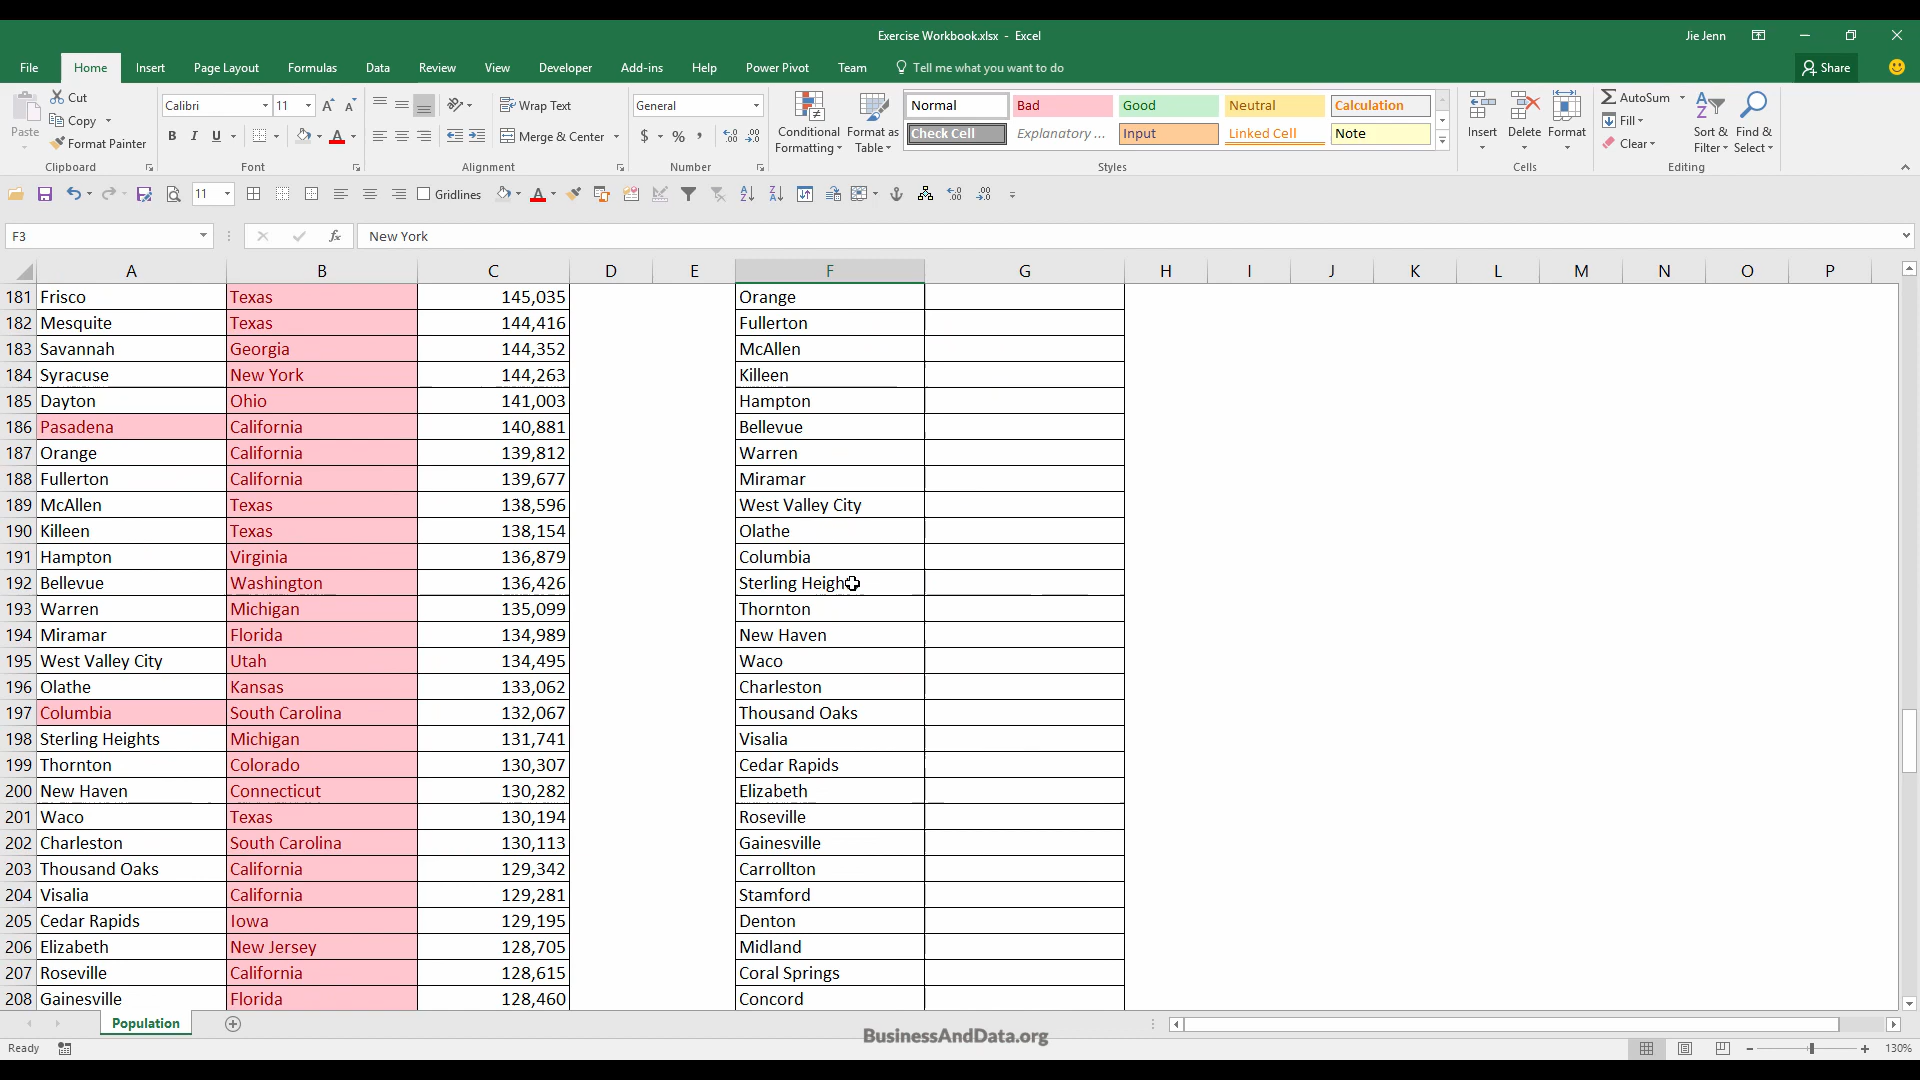 Exercise Workbook.xlsx - Excel
Jie Jenn
File Home Insert Page Layout Formulas Data Review View Developer Add-ins Help Power Pivot Team Tell me what you want to do Share
Paste
Cut
Copy
Format Painter
Clipboard
Calibri 11
B I U
Font
Wrap Text
Merge & Center
Alignment
General
$ % ,
Number
Conditional Formatting
Format as Table
Normal Bad Good Neutral Calculation
Check Cell Explanatory ... Input Linked Cell Note
Styles
Insert Delete Format
Cells
AutoSum
Fill
Clear
Sort & Filter
Find & Select
Editing
11 Gridlines
F3 fx New York
A B C D E F G H I J K L M N O P
181 Frisco Texas 145,035 Orange
182 Mesquite Texas 144,416 Fullerton
183 Savannah Georgia 144,352 McAllen
184 Syracuse New York 144,263 Killeen
185 Dayton Ohio 141,003 Hampton
186 Pasadena California 140,881 Bellevue
187 Orange California 139,812 Warren
188 Fullerton California 139,677 Miramar
189 McAllen Texas 138,596 West Valley City
190 Killeen Texas 138,154 Olathe
191 Hampton Virginia 136,879 Columbia
192 Bellevue Washington 136,426 Sterling Heights
193 Warren Michigan 135,099 Thornton
194 Miramar Florida 134,989 New Haven
195 West Valley City Utah 134,495 Waco
196 Olathe Kansas 133,062 Charleston
197 Columbia South Carolina 132,067 Thousand Oaks
198 Sterling Heights Michigan 131,741 Visalia
199 Thornton Colorado 130,307 Cedar Rapids
200 New Haven Connecticut 130,282 Elizabeth
201 Waco Texas 130,194 Roseville
202 Charleston South Carolina 130,113 Gainesville
203 Thousand Oaks California 129,342 Carrollton
204 Visalia California 129,281 Stamford
205 Cedar Rapids Iowa 129,195 Denton
206 Elizabeth New Jersey 128,705 Midland
207 Roseville California 128,615 Coral Springs
208 Gainesville Florida 128,460 Concord
Population
BusinessAndData.org
Ready
130%